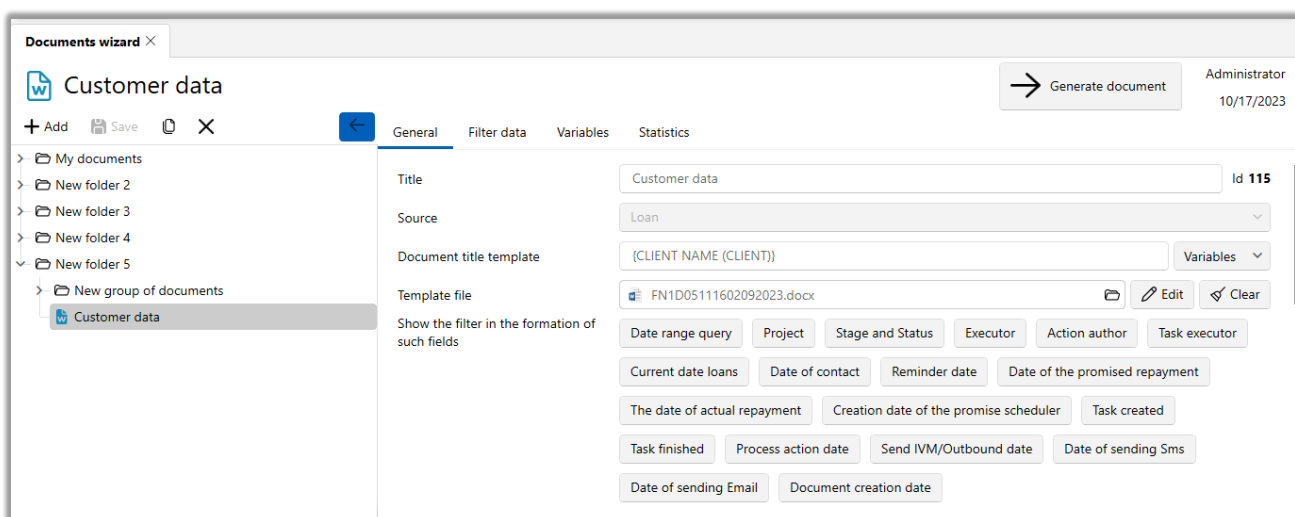 Documents wizard
Customer data
Generate document
Administrator
10/17/2023
Add Save
General Filter data Variables Statistics
My documents
New folder 2
New folder 3
New folder 4
New folder 5
New group of documents
Customer data
Title Customer data Id 115
Source Loan
Document title template {CLIENT NAME (CLIENT)} Variables
Template file FN1D05111602092023.docx Edit Clear
Show the filter in the formation of
such fields
Date range query Project Stage and Status Executor Action author Task executor
Current date loans Date of contact Reminder date Date of the promised repayment
The date of actual repayment Creation date of the promise scheduler Task created
Task finished Process action date Send IVM/Outbound date Date of sending Sms
Date of sending Email Document creation date